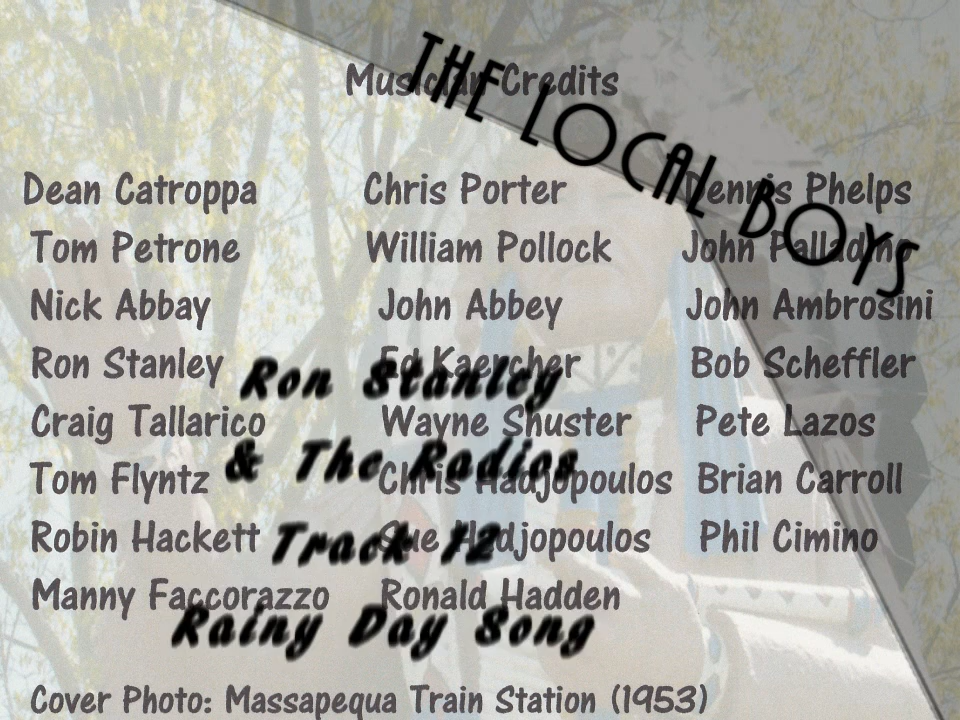 Musician Credits
THE LOCAL BOYS
Dean Catroppa Chris Porter Dennis Phelps
Tom Petrone William Pollock John Palladino
Nick Abbay John Abbey John Ambrosini
Ron Stanley Ed Kaercher Bob Scheffler
Craig Tallarico Wayne Shuster Pete Lazos
Tom Flyntz Chris Hadjopoulos Brian Carroll
Robin Hackett Sue Hadjopoulos Phil Cimino
Manny Faccorazzo Ronald Hadden
Ron Stanley
& The Radios
Track 12
Rainy Day Song
Cover Photo: Massapequa Train Station (1953)